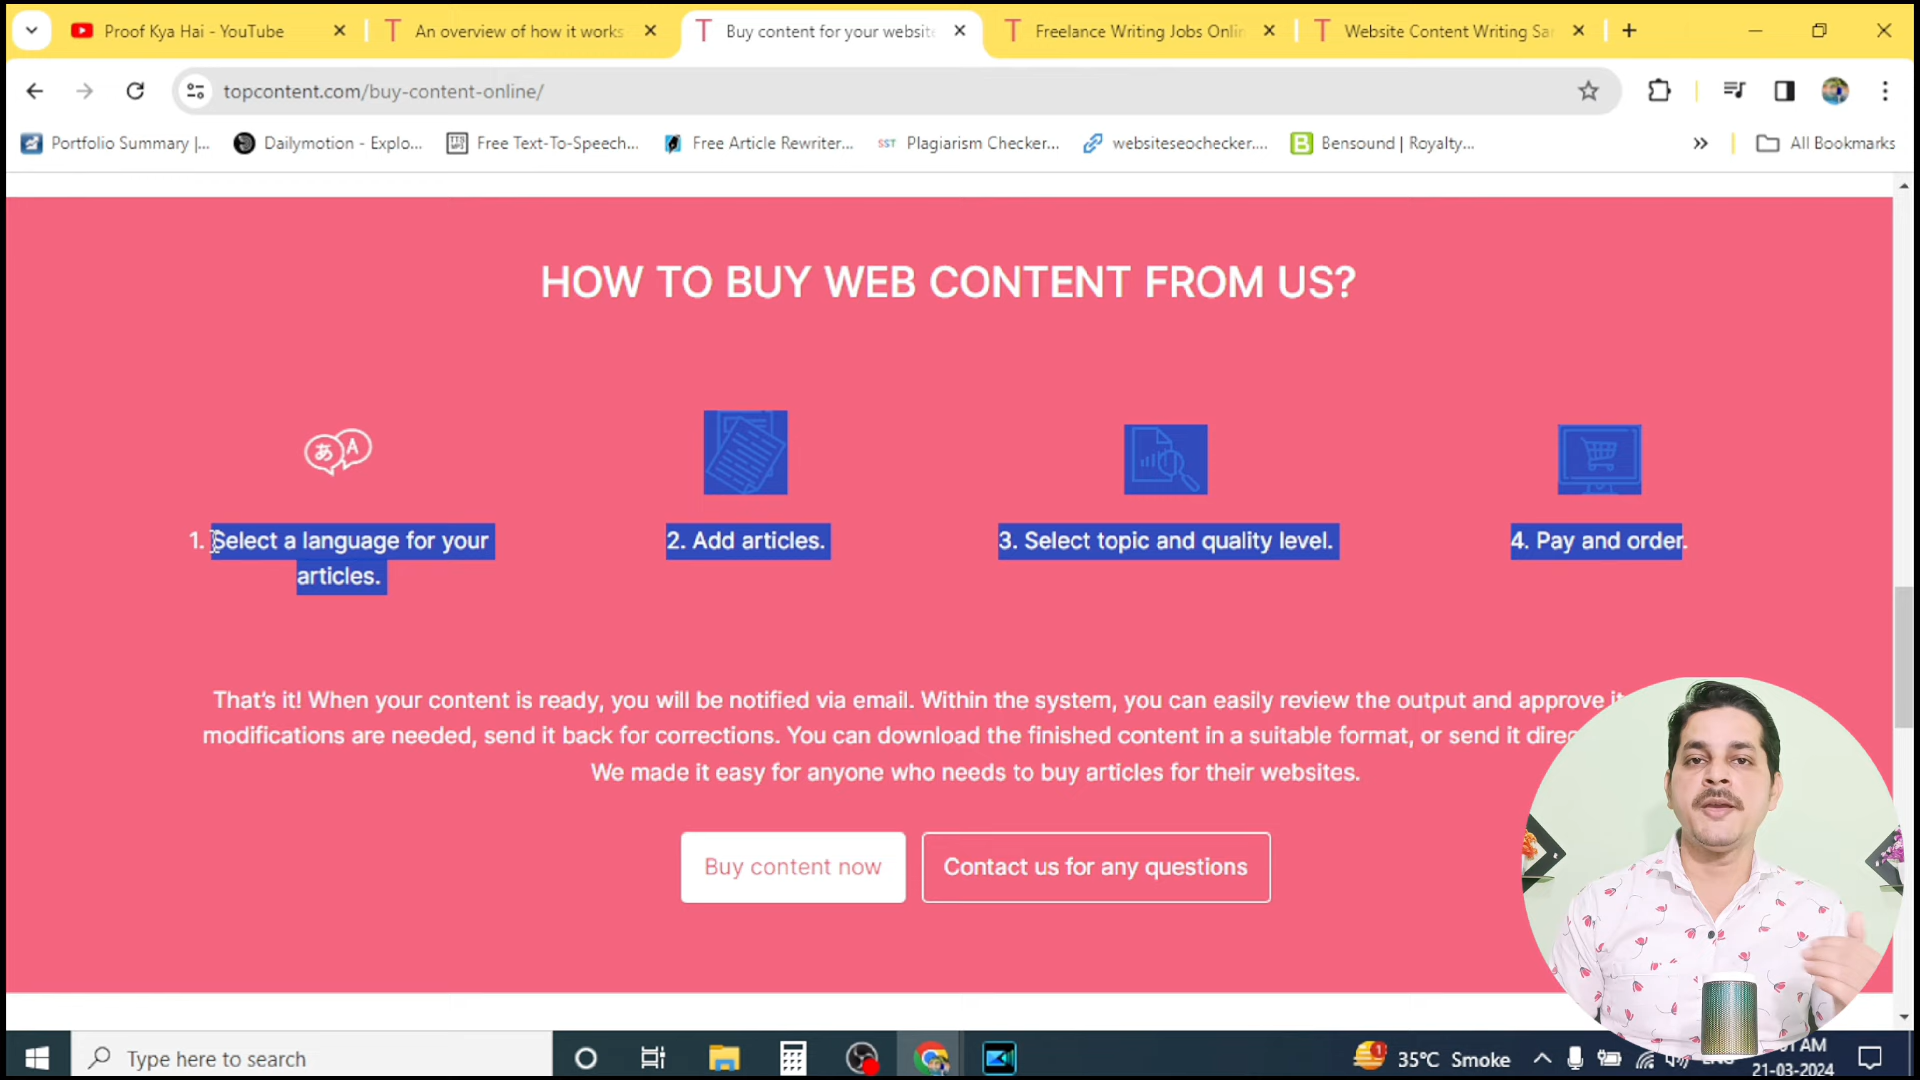 Proof Kya Hai - YouTube
An overview of how it works
Buy content for your website
Freelance Writing Jobs Onli
Website Content Writing Sa
topcontent.com/buy-content-online/
Portfolio Summary |...
Dailymotion - Explo...
Free Text-To-Speech...
Free Article Rewriter...
SST Plagiarism Checker...
websiteseochecker....
B Bensound | Royalty...
All Bookmarks
HOW TO BUY WEB CONTENT FROM US?
1. Select a language for your
articles.
2. Add articles.
3. Select topic and quality level.
4. Pay and order.
That's it! When your content is ready, you will be notified via email. Within the system, you can easily review the output and approve it
modifications are needed, send it back for corrections. You can download the finished content in a suitable format, or send it direc
We made it easy for anyone who needs to buy articles for their websites.
Buy content now
Contact us for any questions
Type here to search
35°C Smoke
AM
21-03-2024